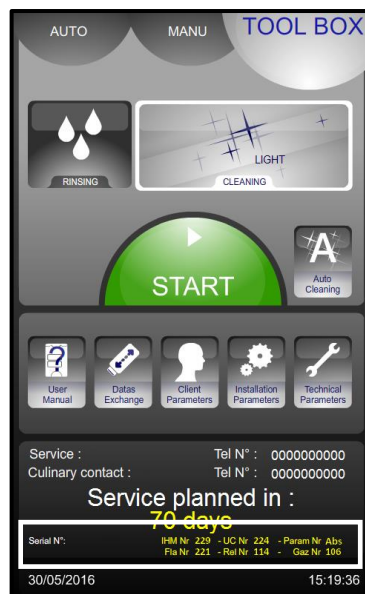 AUTO MANU TOOL BOX
LIGHT
RINSING CLEANING
START
A
Auto
Cleaning
?
User
Manual
Datas
Exchange
Client
Parameters
Installation
Parameters
Technical
Parameters
Service : Tel N° : 0000000000
Culinary contact : Tel N° : 0000000000
Service planned in :
70 days
Serial N°: IHM Nr 229 - UC Nr 224 - Param Nr Abs
Fla Nr 221 - Rel Nr 114 - Gaz Nr 106
30/05/2016 15:19:36